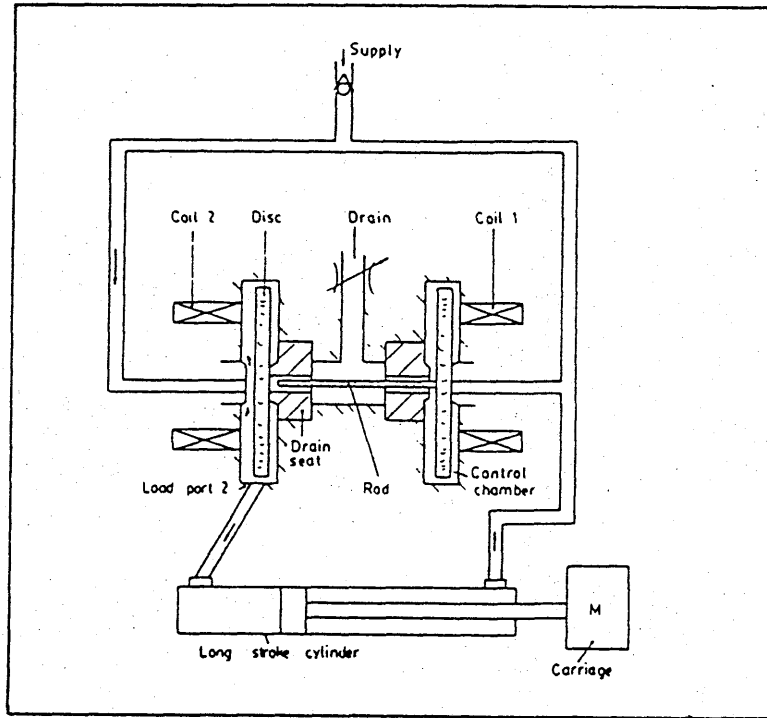 Supply
Coil 2
Disc
Drain
Coil 1
Drain
seat
Load port 2
Rod
Control
chamber
M
Long stroke cylinder
Carriage